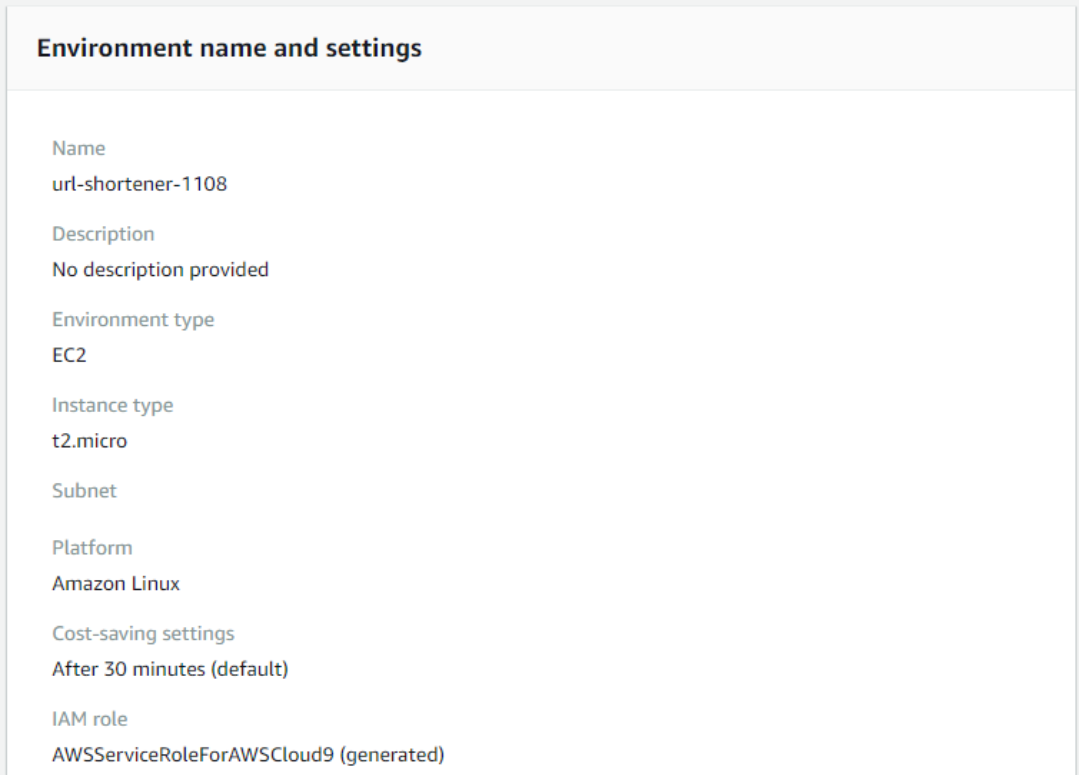 Environment name and settings
Name
url-shortener-1108
Description
No description provided
Environment type
EC2
Instance type
t2.micro
Subnet
Platform
Amazon Linux
Cost-saving settings
After 30 minutes (default)
IAM role
AWSServiceRoleForAWSCloud9 (generated)